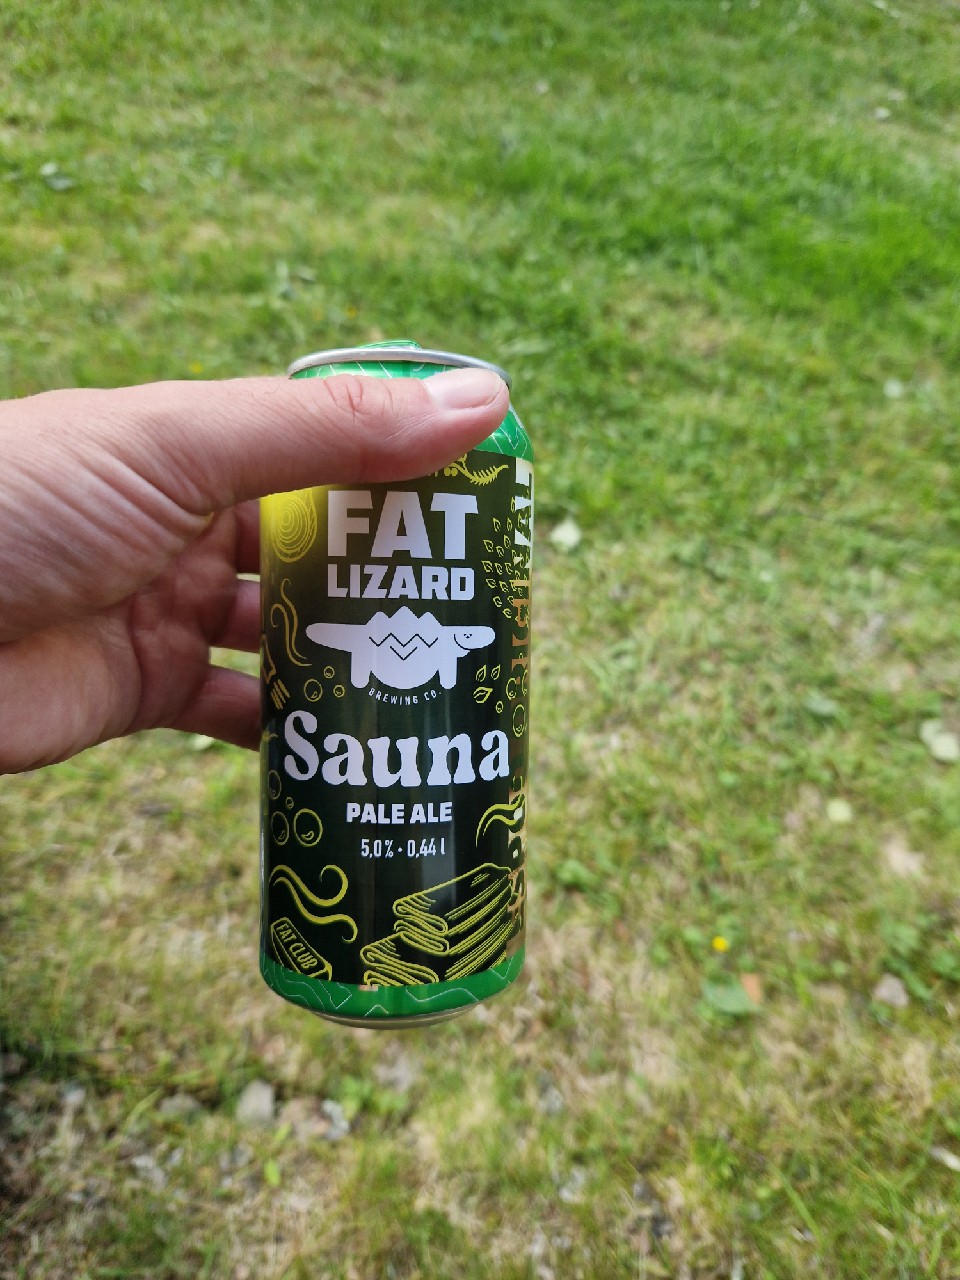 FAT
LIZARD
BREWING CO.
Sauna
PALE ALE
5,0% • 0,44 l
FAT CLUB